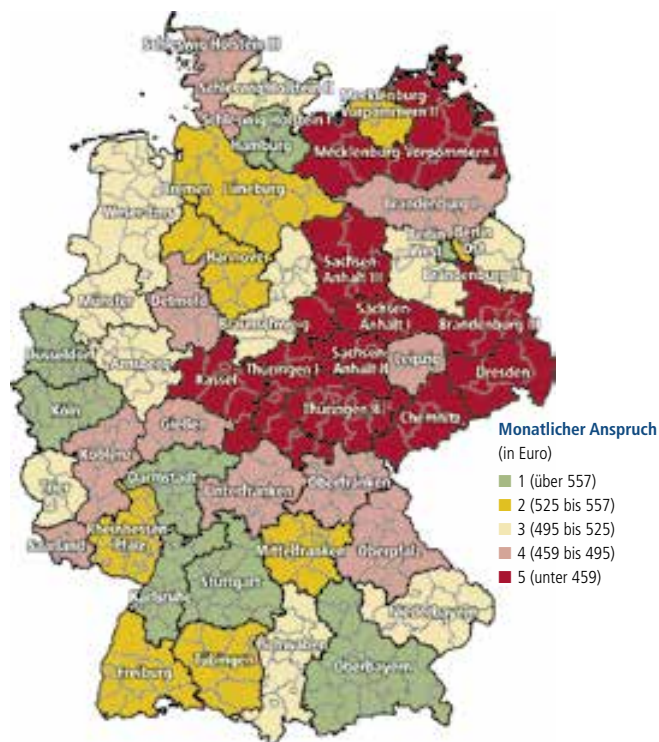 Schleswig-Holstein III
Schleswig-Holstein II
Schleswig-Holstein I
Hamburg
Mecklenburg-
Vorpommern II
Mecklenburg-Vorpommern I
Bremen
Lüneburg
Weser-Ems
Hannover
Brandenburg I
Berlin
West
Berlin
Ost
Brandenburg II
Sachsen-
Anhalt III
Münster
Detmold
Braunschweig
Sachsen-
Anhalt I
Brandenburg III
Düsseldorf
Arnsberg
Kassel
Thüringen I
Sachsen-
Anhalt II
Leipzig
Dresden
Köln
Thüringen II
Chemnitz
Gießen
Koblenz
Darmstadt
Unterfranken
Oberfranken
Trier
Rheinhessen-
Pfalz
Saarland
Mittelfranken
Oberpfalz
Karlsruhe
Stuttgart
Niederbayern
Schwaben
Freiburg
Tübingen
Oberbayern
Monatlicher Anspruch
(in Euro)
1 (über 557)
2 (525 bis 557)
3 (495 bis 525)
4 (459 bis 495)
5 (unter 459)